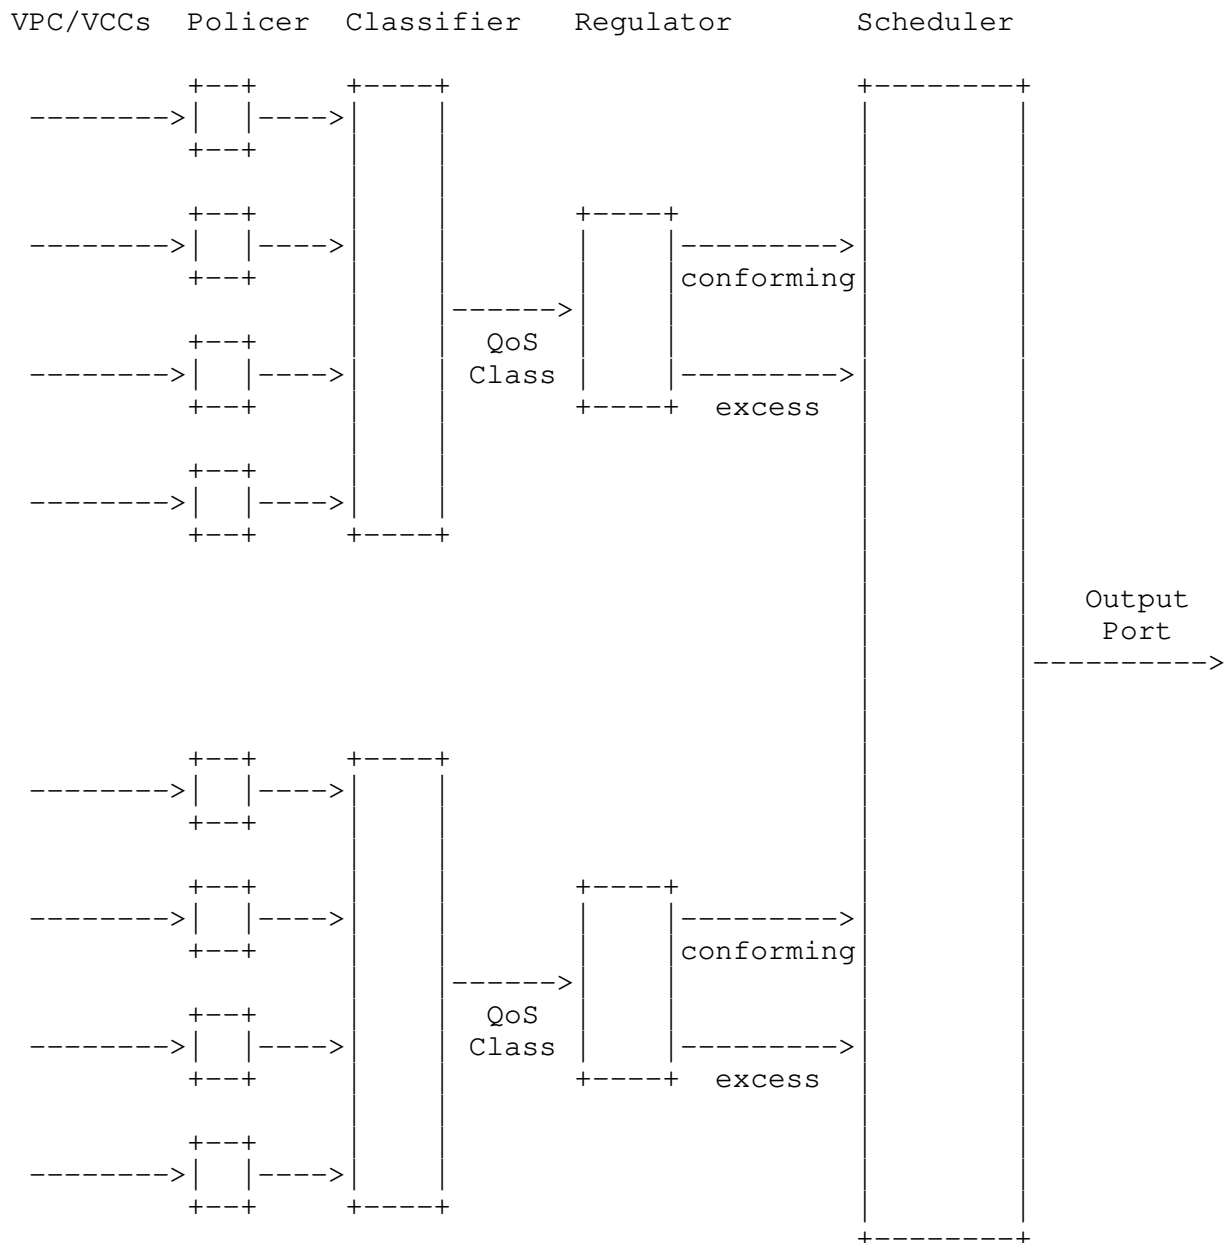 VPC/VCCs Policer Classifier Regulator Scheduler
conforming
QoS
Class
excess
Output
Port
conforming
QoS
Class
excess